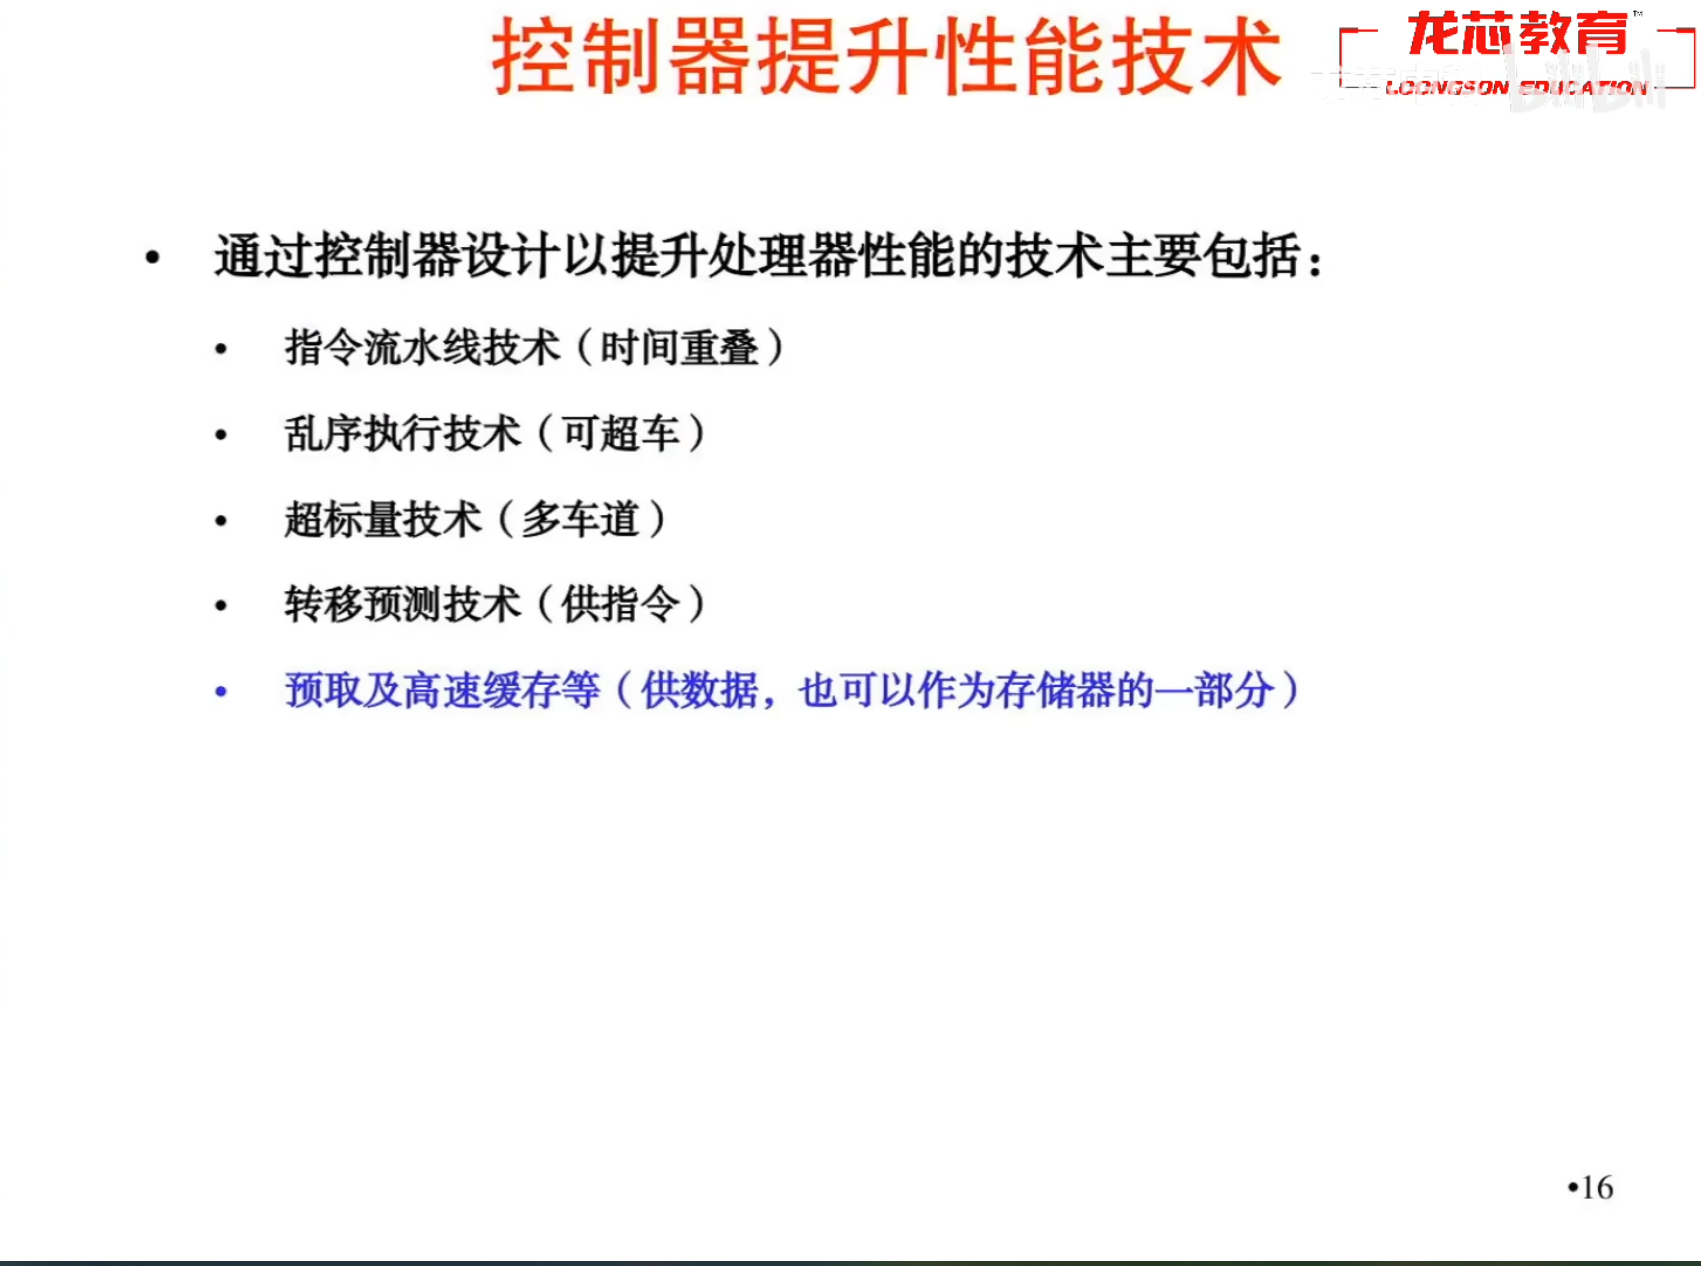 控制器提升性能技术
龙芯教育™
LOONGSON EDUCATION
bilibili
• 通过控制器设计以提升处理器性能的技术主要包括：
• 指令流水线技术（时间重叠）
• 乱序执行技术（可超车）
• 超标量技术（多车道）
• 转移预测技术（供指令）
• 预取及高速缓存等（供数据，也可以作为存储器的一部分）
•16